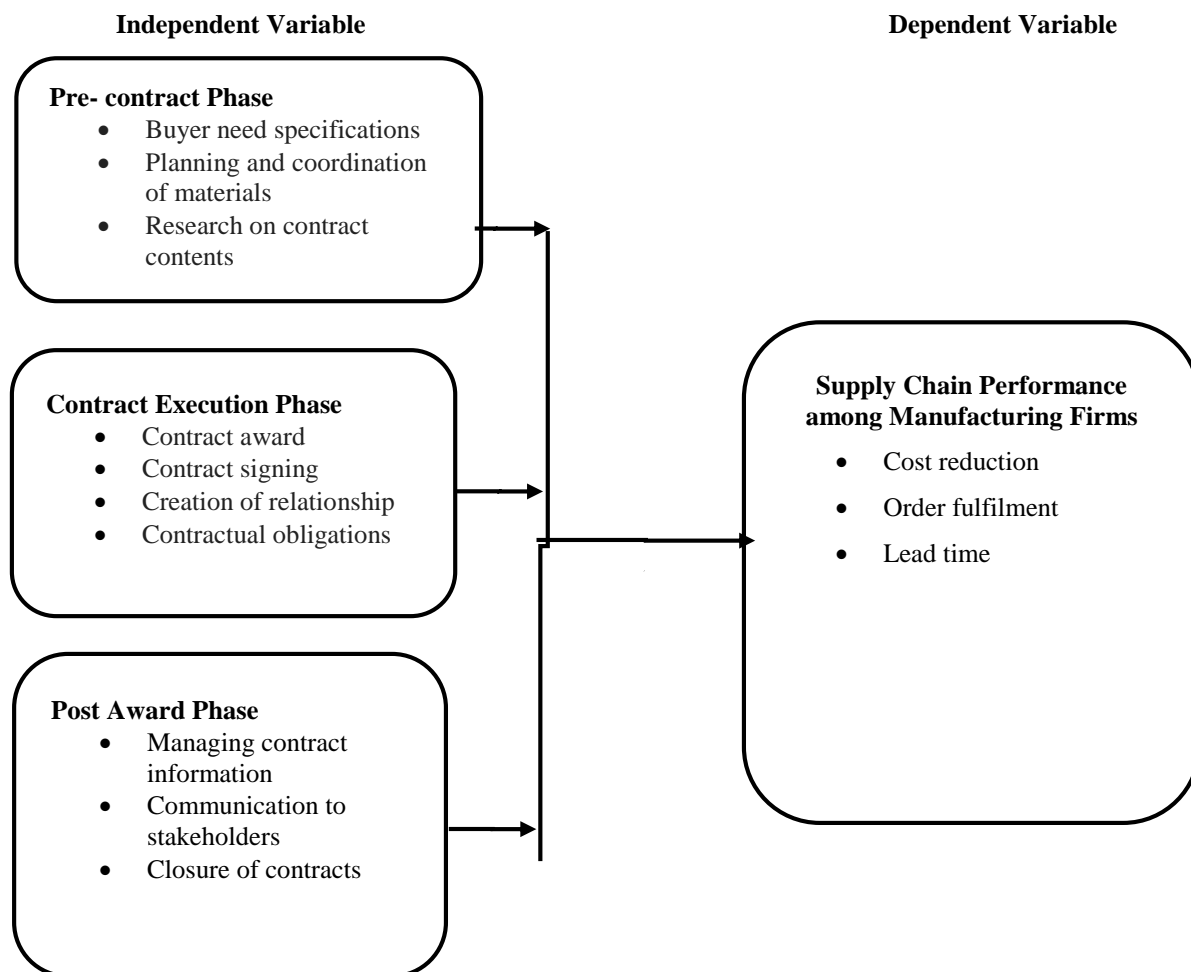 Independent Variable
Dependent Variable
Pre- contract Phase
• Buyer need specifications
• Planning and coordination
of materials
• Research on contract
contents
Contract Execution Phase
• Contract award
• Contract signing
• Creation of relationship
• Contractual obligations
Post Award Phase
• Managing contract
information
• Communication to
stakeholders
• Closure of contracts
Supply Chain Performance
among Manufacturing Firms
• Cost reduction
• Order fulfilment
• Lead time